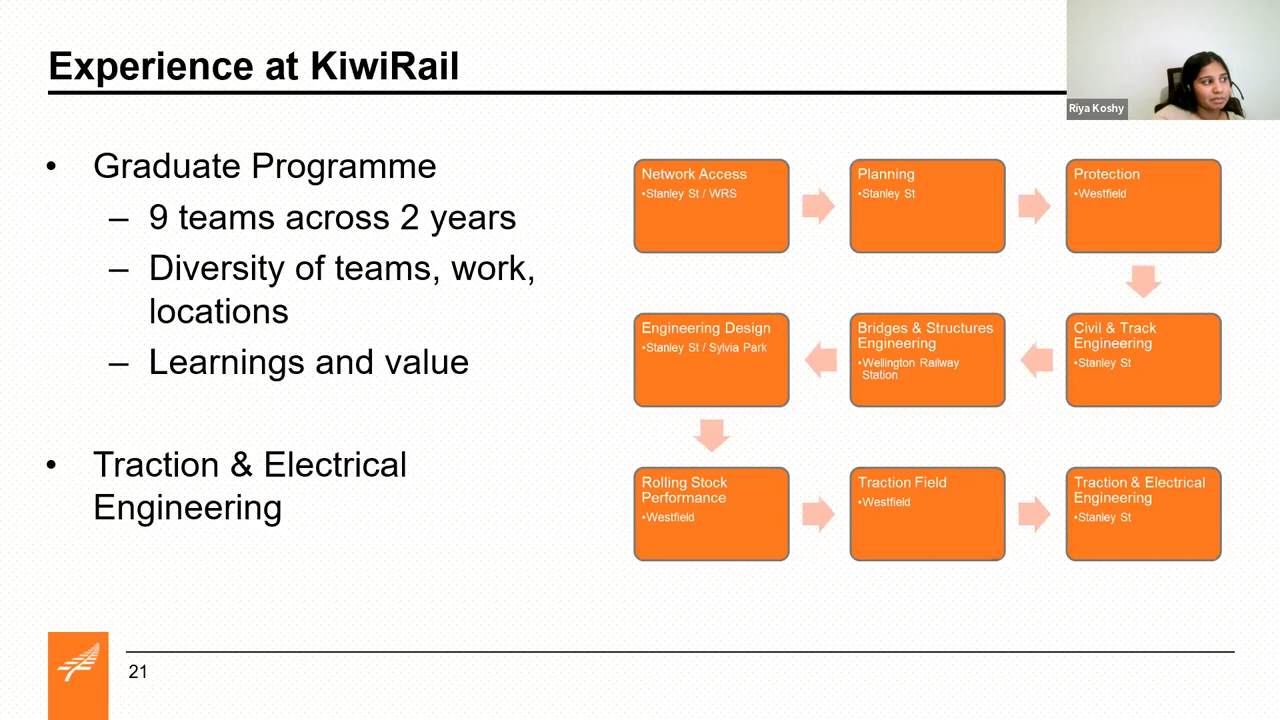 Experience at KiwiRail
Riya Koshy
• Graduate Programme
– 9 teams across 2 years
– Diversity of teams, work,
locations
– Learnings and value
• Traction & Electrical
Engineering
Network Access
•Stanley St / WRS
Planning
•Stanley St
Protection
•Westfield
Civil & Track
Engineering
•Stanley St
Bridges & Structures
Engineering
•Wellington Railway
Station
Engineering Design
•Stanley St / Sylvia Park
Rolling Stock
Performance
•Westfield
Traction Field
•Westfield
Traction & Electrical
Engineering
•Stanley St
21